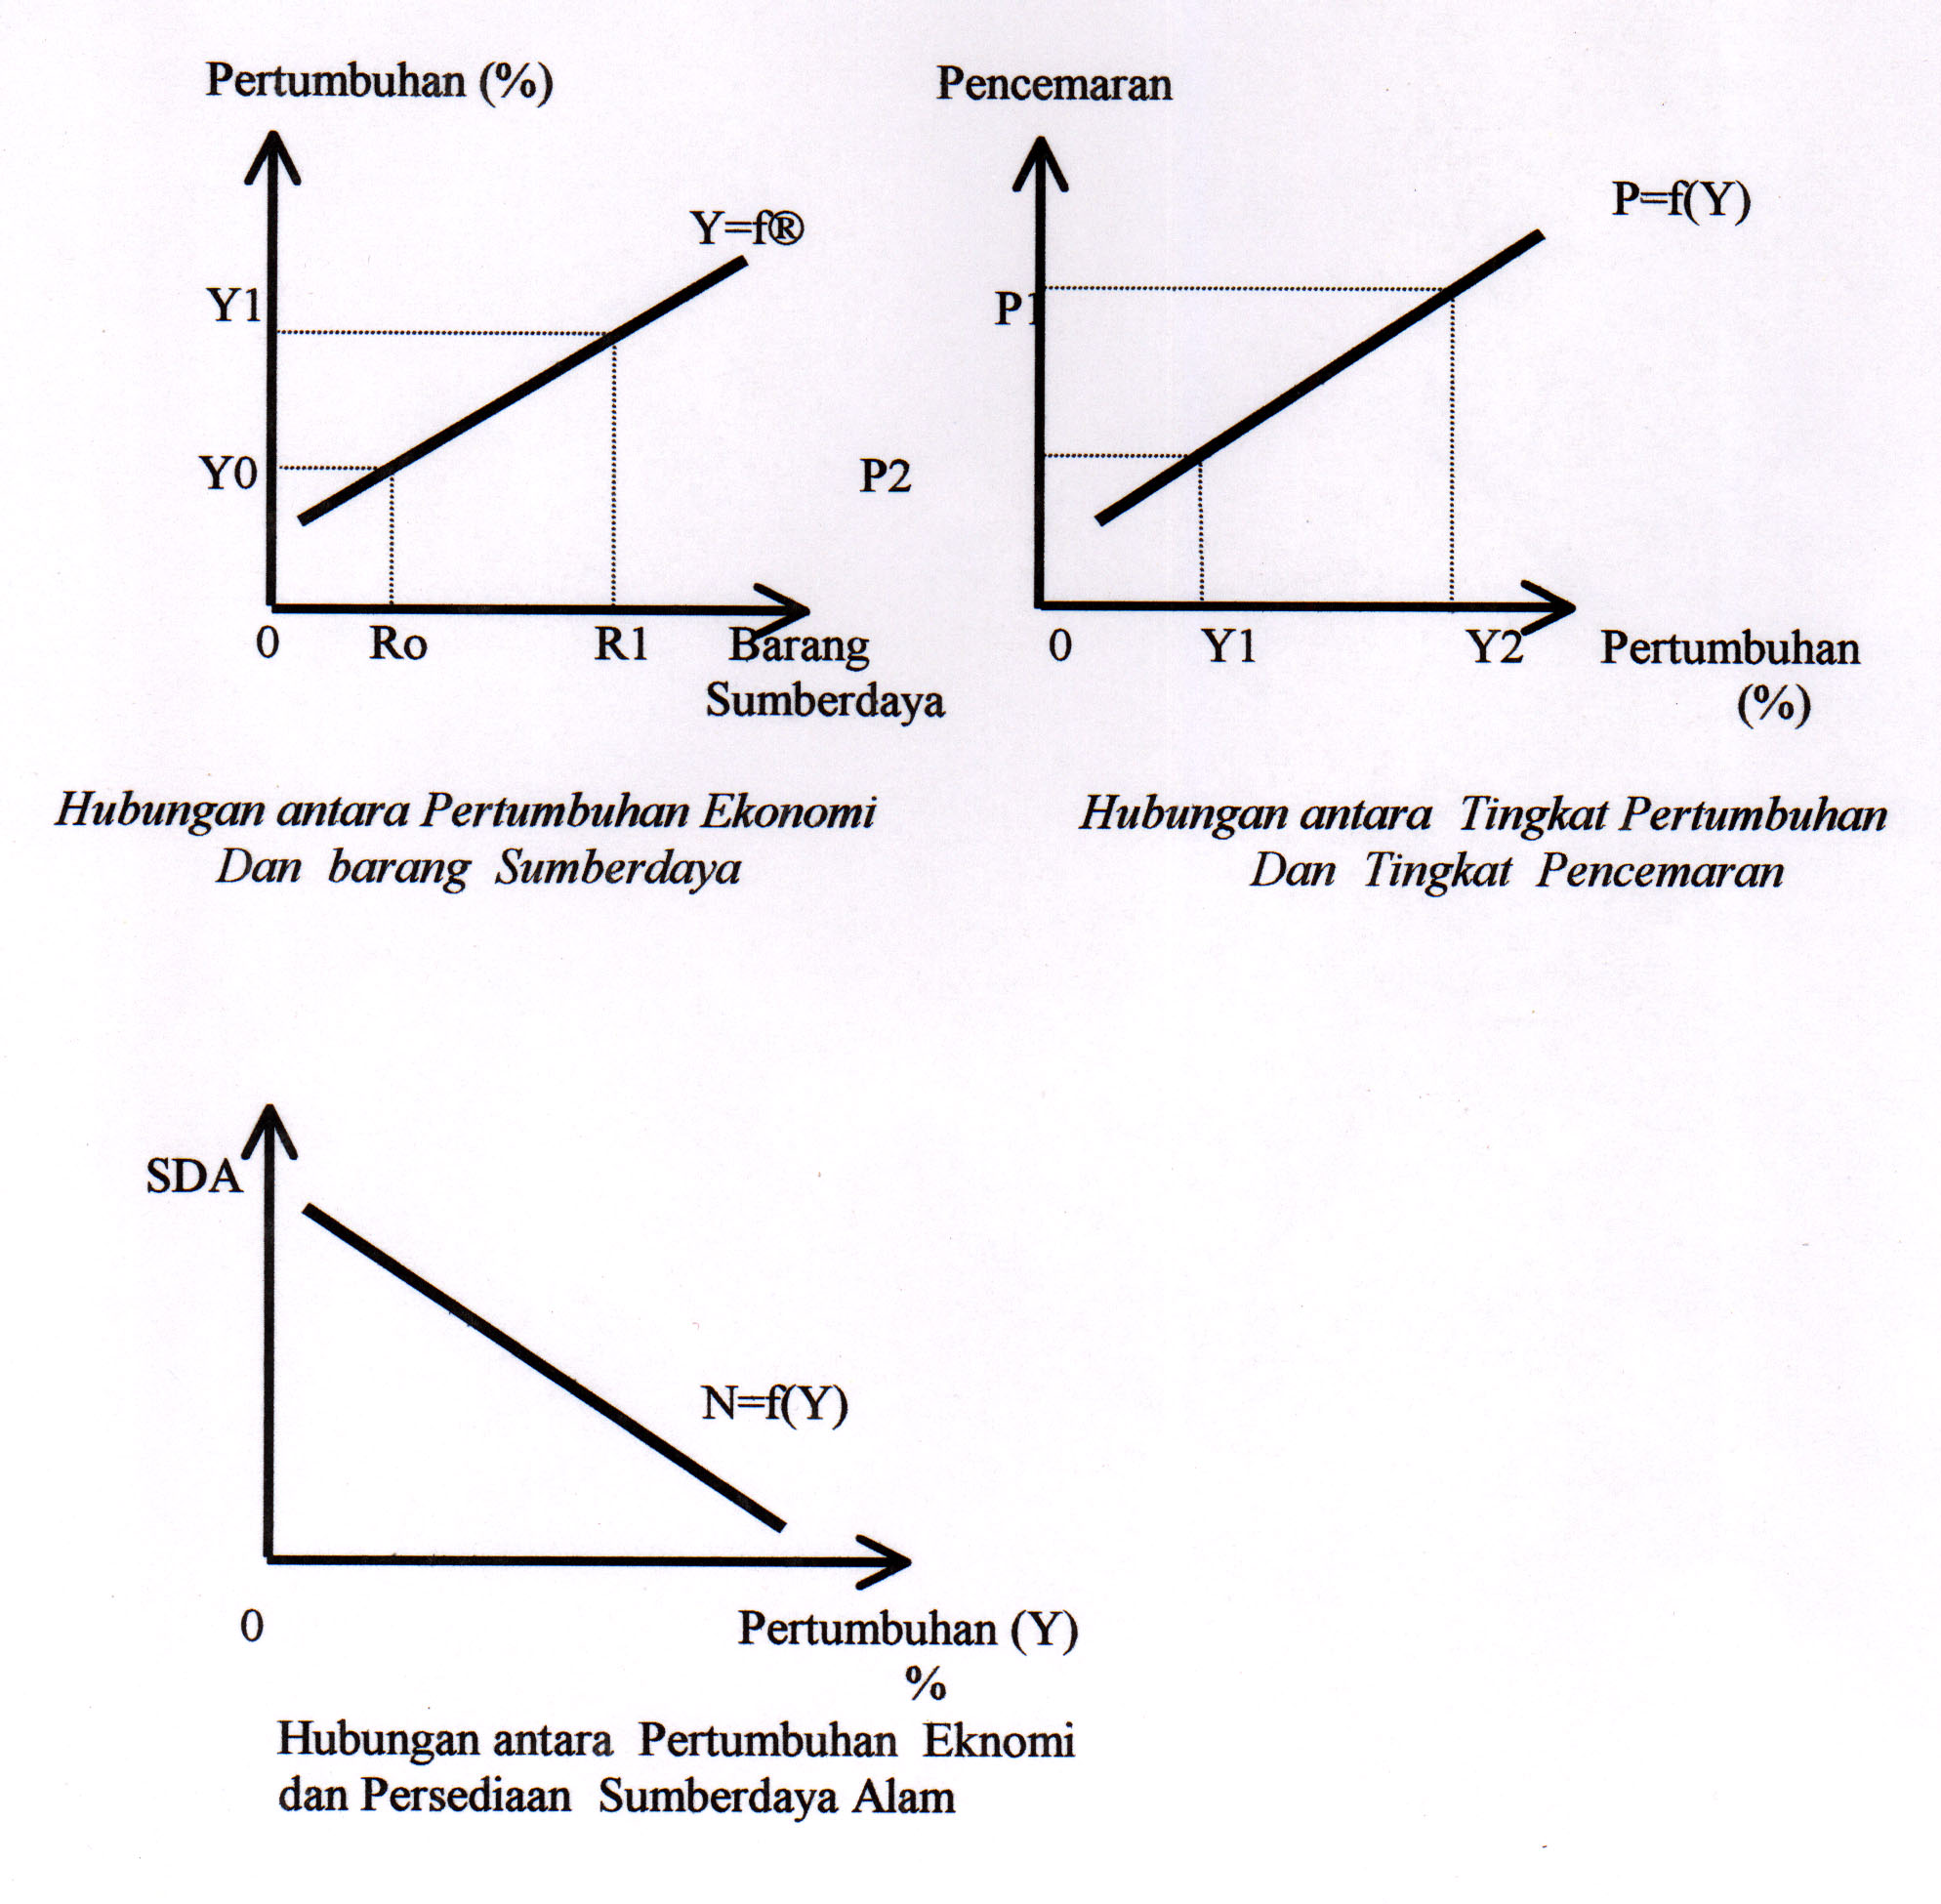 Pertumbuhan (%)
Y=f®
Y1
Y0
0
Ro
R1
Barang
Sumberdaya
Hubungan antara Pertumbuhan Ekonomi
Dan barang Sumberdaya
Pencemaran
P=f(Y)
P1
P2
0
Y1
Y2
Pertumbuhan
(%)
Hubungan antara Tingkat Pertumbuhan
Dan Tingkat Pencemaran
SDA
N=f(Y)
0
Pertumbuhan (Y)
%
Hubungan antara Pertumbuhan Eknomi
dan Persediaan Sumberdaya Alam